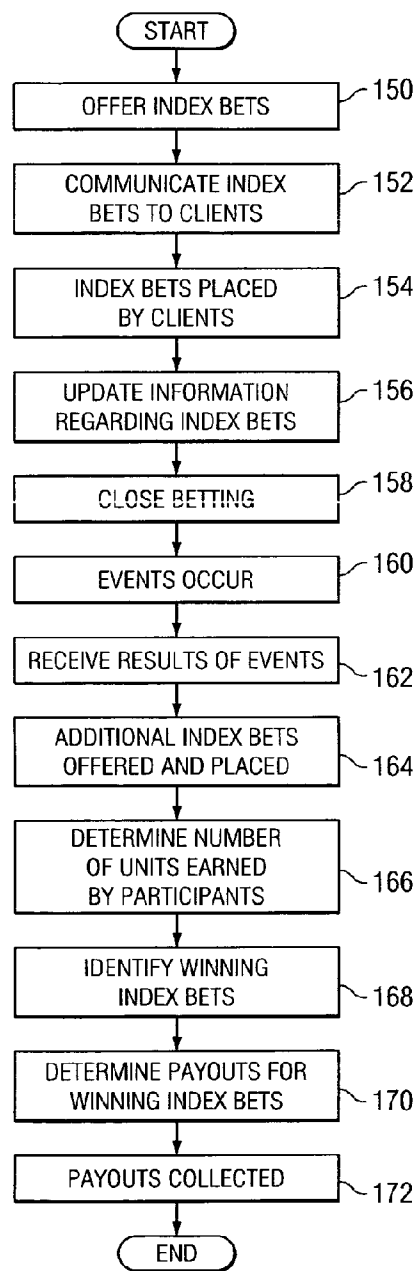 START
OFFER INDEX BETS
150
COMMUNICATE INDEX
BETS TO CLIENTS
152
INDEX BETS PLACED
BY CLIENTS
154
UPDATE INFORMATION
REGARDING INDEX BETS
156
CLOSE BETTING
158
EVENTS OCCUR
160
RECEIVE RESULTS OF EVENTS
162
ADDITIONAL INDEX BETS
OFFERED AND PLACED
164
DETERMINE NUMBER
OF UNITS EARNED
BY PARTICIPANTS
166
IDENTIFY WINNING
INDEX BETS
168
DETERMINE PAYOUTS FOR
WINNING INDEX BETS
170
PAYOUTS COLLECTED
172
END